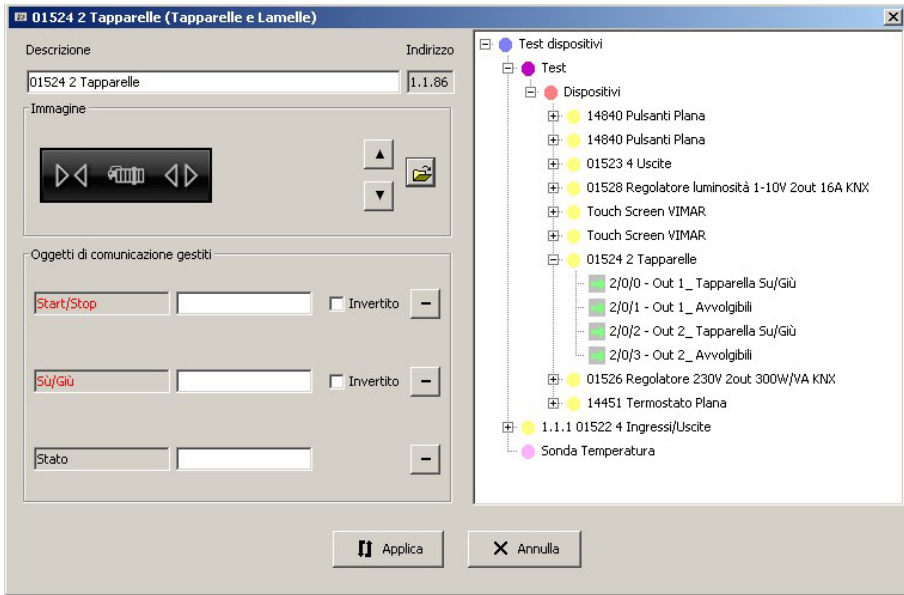 01524 2 Tapparelle (Tapparelle e Lamelle)
Descrizione Indirizzo
01524 2 Tapparelle 1.1.86
Immagine
Oggetti di comunicazione gestiti
Start/Stop Invertito
Sù/Giù Invertito
Stato
Test dispositivi
Test
Dispositivi
14840 Pulsanti Plana
14840 Pulsanti Plana
01523 4 Uscite
01528 Regolatore luminosità 1-10V 2out 16A KNX
Touch Screen VIMAR
Touch Screen VIMAR
01524 2 Tapparelle
2/0/0 - Out 1_ Tapparella Su/Giù
2/0/1 - Out 1_ Avvolgibili
2/0/2 - Out 2_ Tapparella Su/Giù
2/0/3 - Out 2_ Avvolgibili
01526 Regolatore 230V 2out 300W/VA KNX
14451 Termostato Plana
1.1.1 01522 4 Ingressi/Uscite
Sonda Temperatura
Applica Annulla